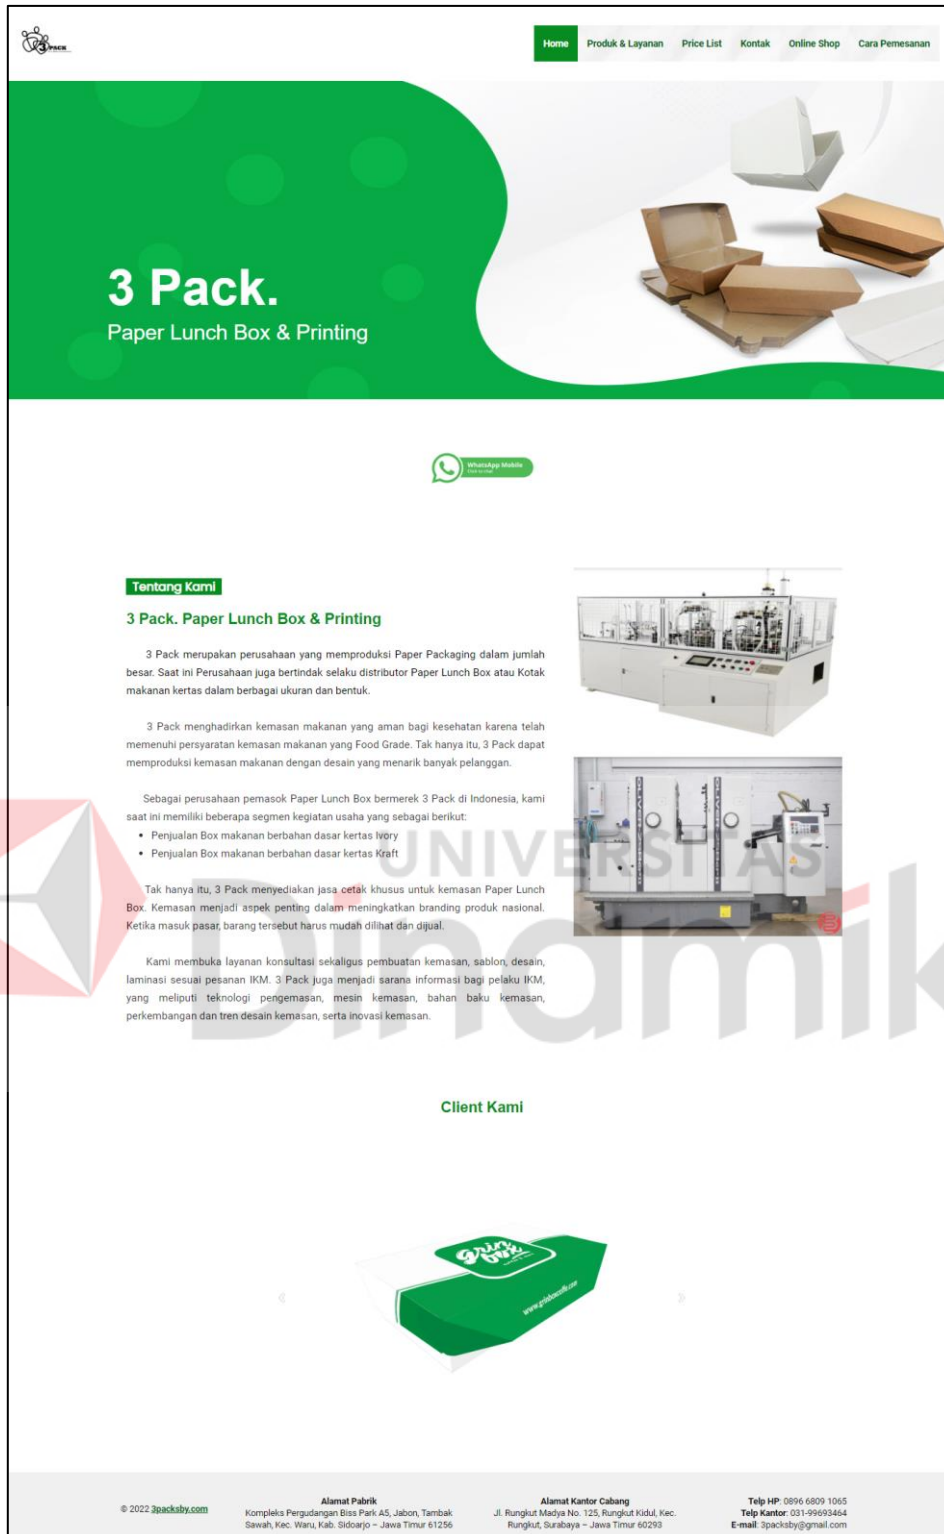 3 PACK
Home Produk & Layanan Price List Kontak Online Shop Cara Pemesanan
3 Pack.
Paper Lunch Box & Printing
WhatsApp Mobile
Click to chat
Tentang Kami
3 Pack. Paper Lunch Box & Printing
3 Pack merupakan perusahaan yang memproduksi Paper Packaging dalam jumlah
besar. Saat ini Perusahaan juga bertindak selaku distributor Paper Lunch Box atau Kotak
makanan kertas dalam berbagai ukuran dan bentuk.
3 Pack menghadirkan kemasan makanan yang aman bagi kesehatan karena telah
memenuhi persyaratan kemasan makanan yang Food Grade. Tak hanya itu, 3 Pack dapat
memproduksi kemasan makanan dengan desain yang menarik banyak pelanggan.
Sebagai perusahaan pemasok Paper Lunch Box bermerek 3 Pack di Indonesia, kami
saat ini memiliki beberapa segmen kegiatan usaha yang sebagai berikut:
• Penjualan Box makanan berbahan dasar kertas Ivory
• Penjualan Box makanan berbahan dasar kertas Kraft
Tak hanya itu, 3 Pack menyediakan jasa cetak khusus untuk kemasan Paper Lunch
Box. Kemasan menjadi aspek penting dalam meningkatkan branding produk nasional.
Ketika masuk pasar, barang tersebut harus mudah dilihat dan dijual.
Kami membuka layanan konsultasi sekaligus pembuatan kemasan, sablon, desain,
laminasi sesuai pesanan IKM. 3 Pack juga menjadi sarana informasi bagi pelaku IKM,
yang meliputi teknologi pengemasan, mesin kemasan, bahan baku kemasan,
perkembangan dan tren desain kemasan, serta inovasi kemasan.
UNIVERSITAS
Dinamik
Client Kami
grin
box
www.grinboxcaffe.com
© 2022 3packsby.com
Alamat Pabrik
Kompleks Pergudangan Biss Park A5, Jabon, Tambak
Sawah, Kec. Waru, Kab. Sidoarjo – Jawa Timur 61256
Alamat Kantor Cabang
Jl. Rungkut Madya No. 125, Rungkut Kidul, Kec.
Rungkut, Surabaya – Jawa Timur 60293
Telp HP: 0896 6809 1065
Telp Kantor: 031-99693464
E-mail: 3packsby@gmail.com